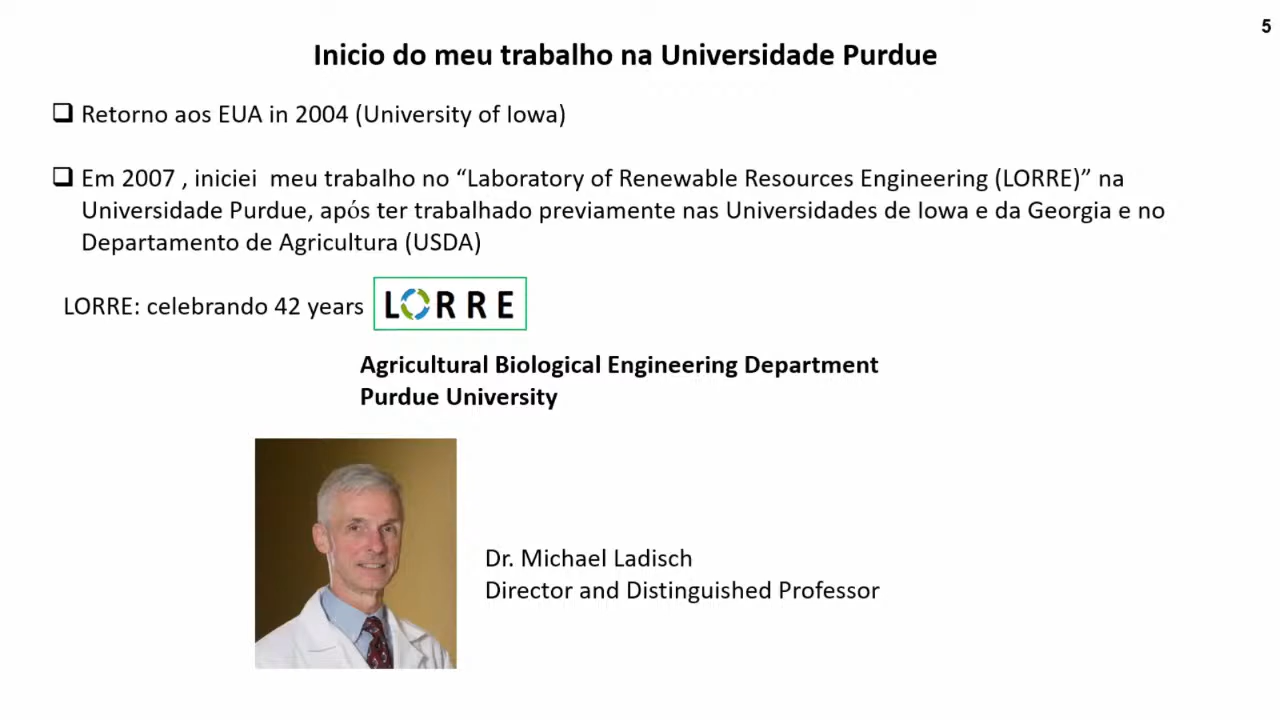 5
Inicio do meu trabalho na Universidade Purdue
Retorno aos EUA in 2004 (University of Iowa)
Em 2007 , iniciei  meu trabalho no “Laboratory of Renewable Resources Engineering (LORRE)” na
Universidade Purdue, após ter trabalhado previamente nas Universidades de Iowa e da Georgia e no
Departamento de Agricultura (USDA)
LORRE: celebrando 42 years LORRE
Agricultural Biological Engineering Department
Purdue University
Dr. Michael Ladisch
Director and Distinguished Professor